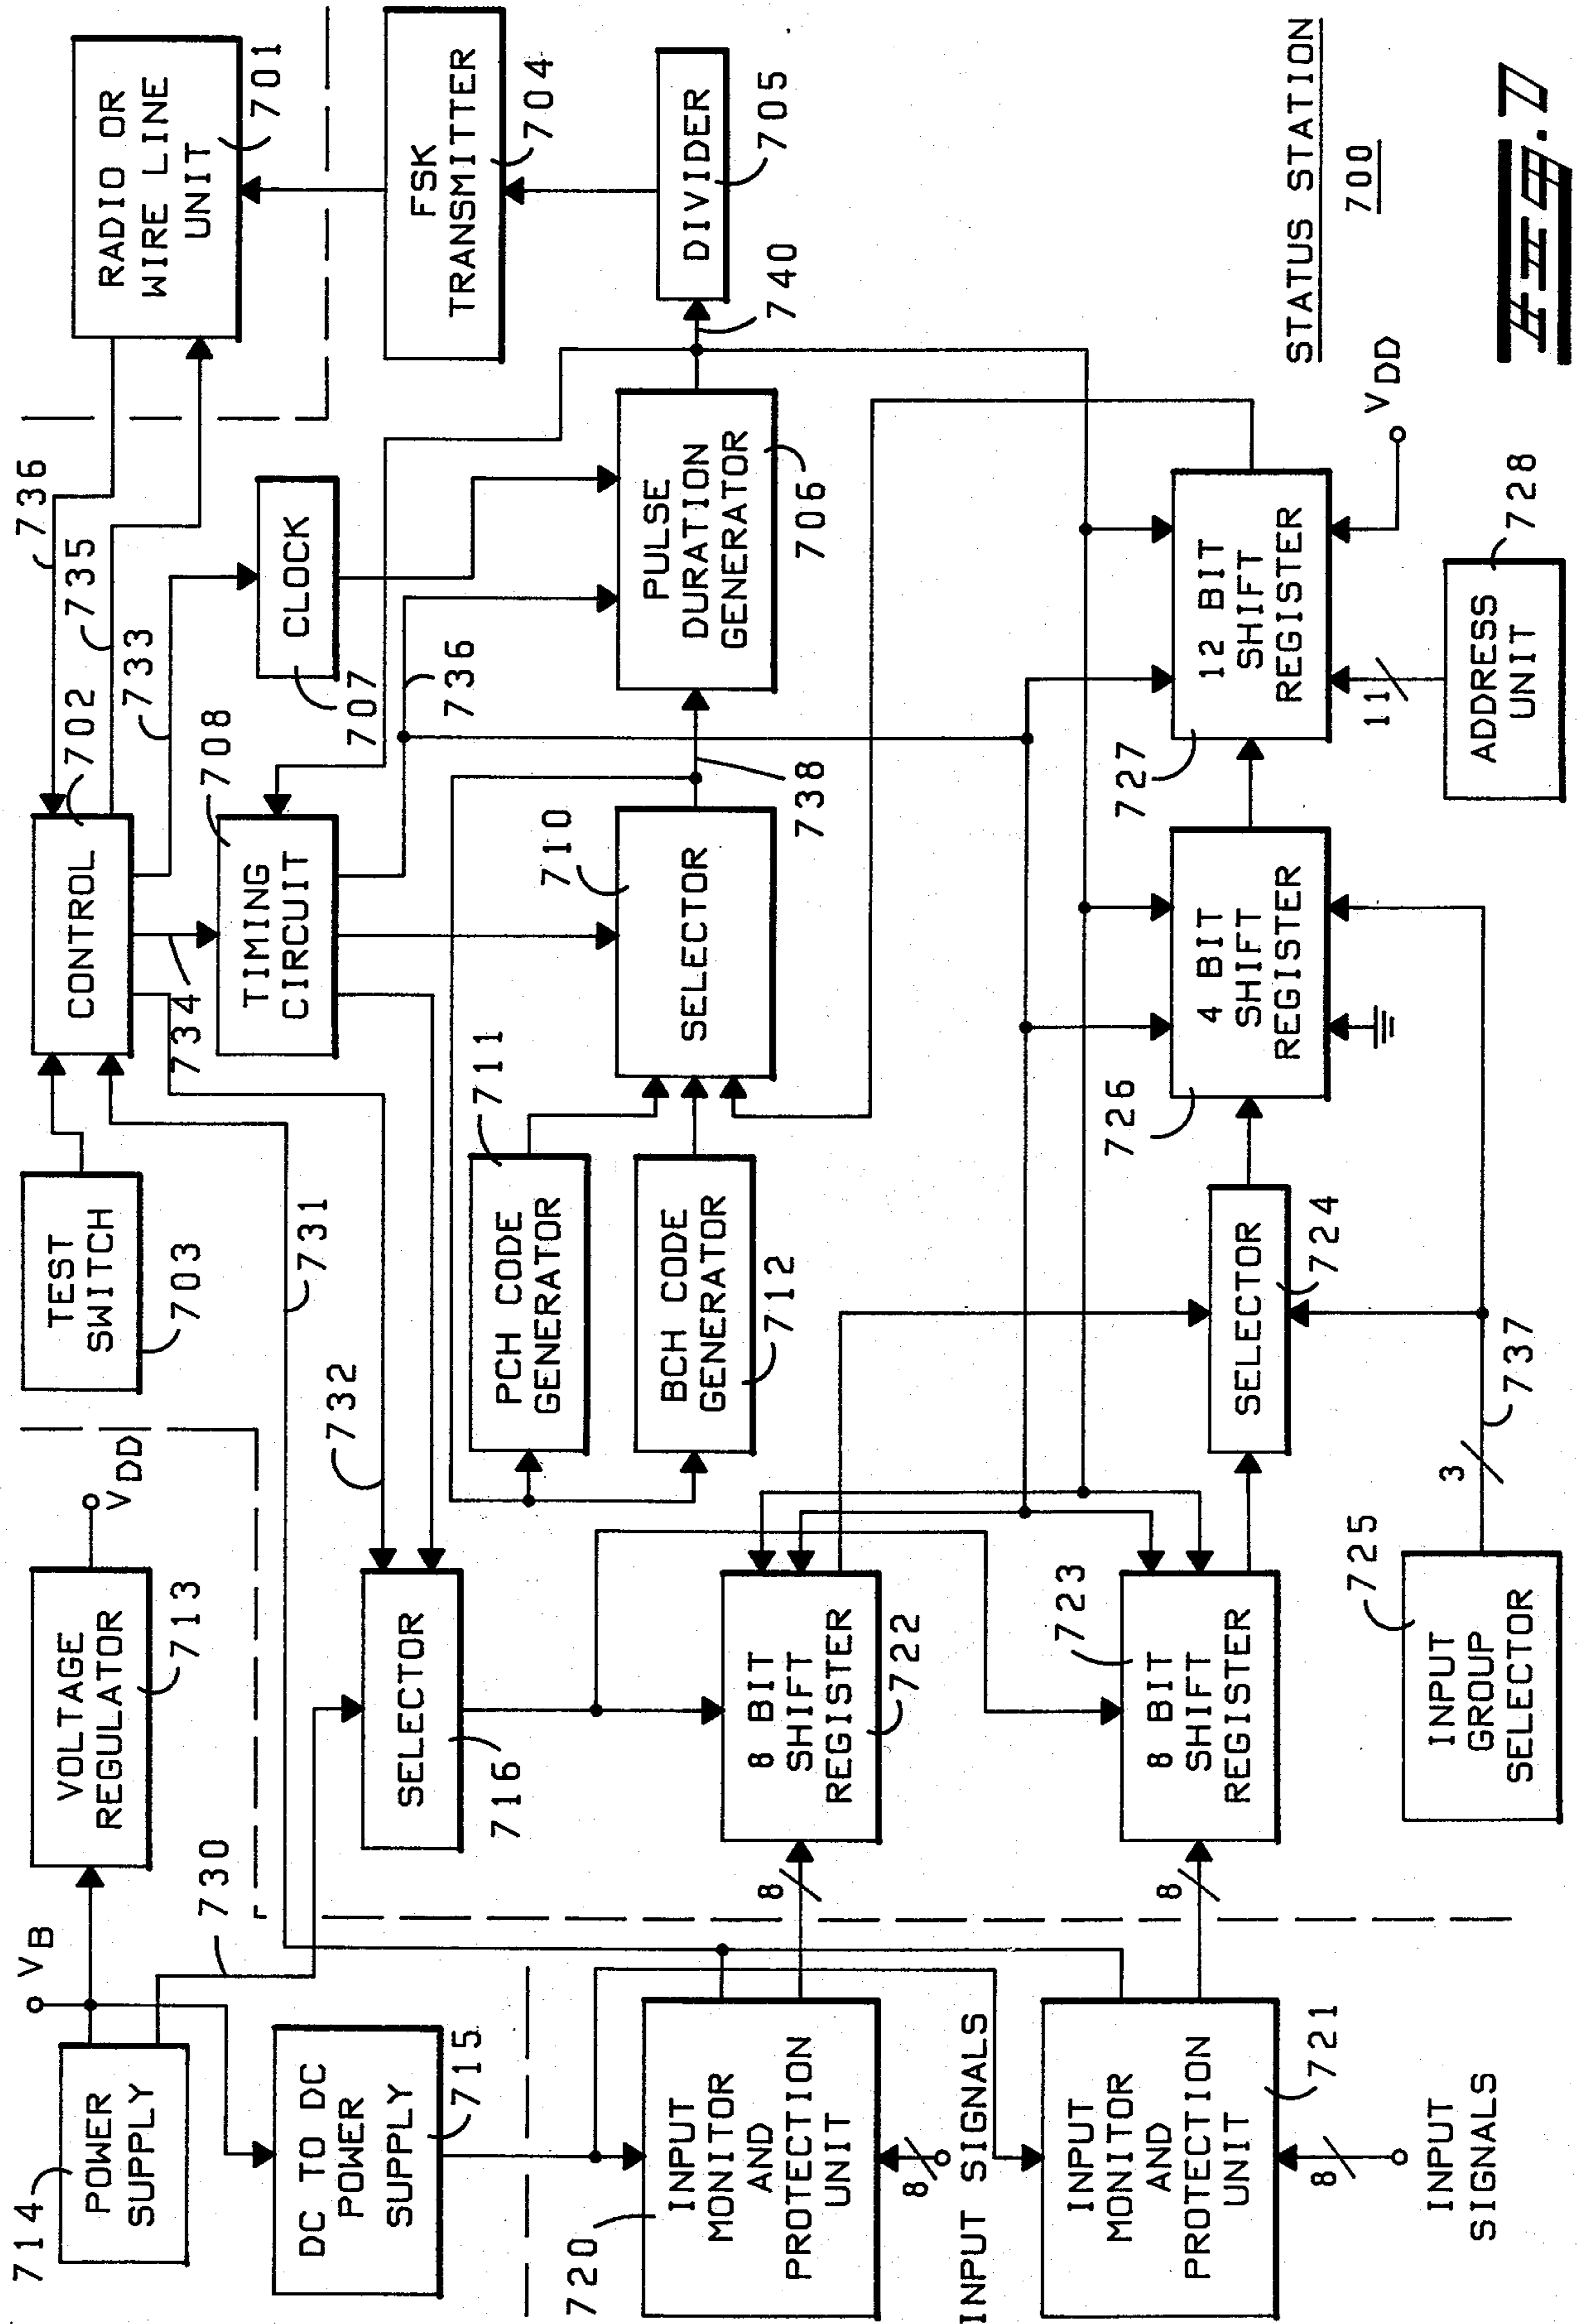 714
POWER
SUPPLY
V B
730
VOLTAGE
REGULATOR
713
V DD
TEST
SWITCH
703
CONTROL
702
736
735
733
734
731
732
RADIO OR
WIRE LINE
UNIT
701
DC TO DC
POWER
SUPPLY
715
SELECTOR
716
TIMING
CIRCUIT
708
CLOCK
707
736
FSK
TRANSMITTER
704
PCH CODE
GENERATOR
711
BCH CODE
GENERATOR
712
SELECTOR
710
738
PULSE
DURATION
GENERATOR
706
740
DIVIDER
705
720
INPUT
MONITOR
AND
PROTECTION
UNIT
8
INPUT SIGNALS
8
8 BIT
SHIFT
REGISTER
722
INPUT
MONITOR
AND
PROTECTION
UNIT
721
8
INPUT
SIGNALS
8
8 BIT
SHIFT
REGISTER
723
SELECTOR
724
4 BIT
SHIFT
REGISTER
726
12 BIT
SHIFT
REGISTER
727
V DD
INPUT
GROUP
SELECTOR
725
3
737
11
ADDRESS
UNIT
728
STATUS STATION
700
Fig. 7